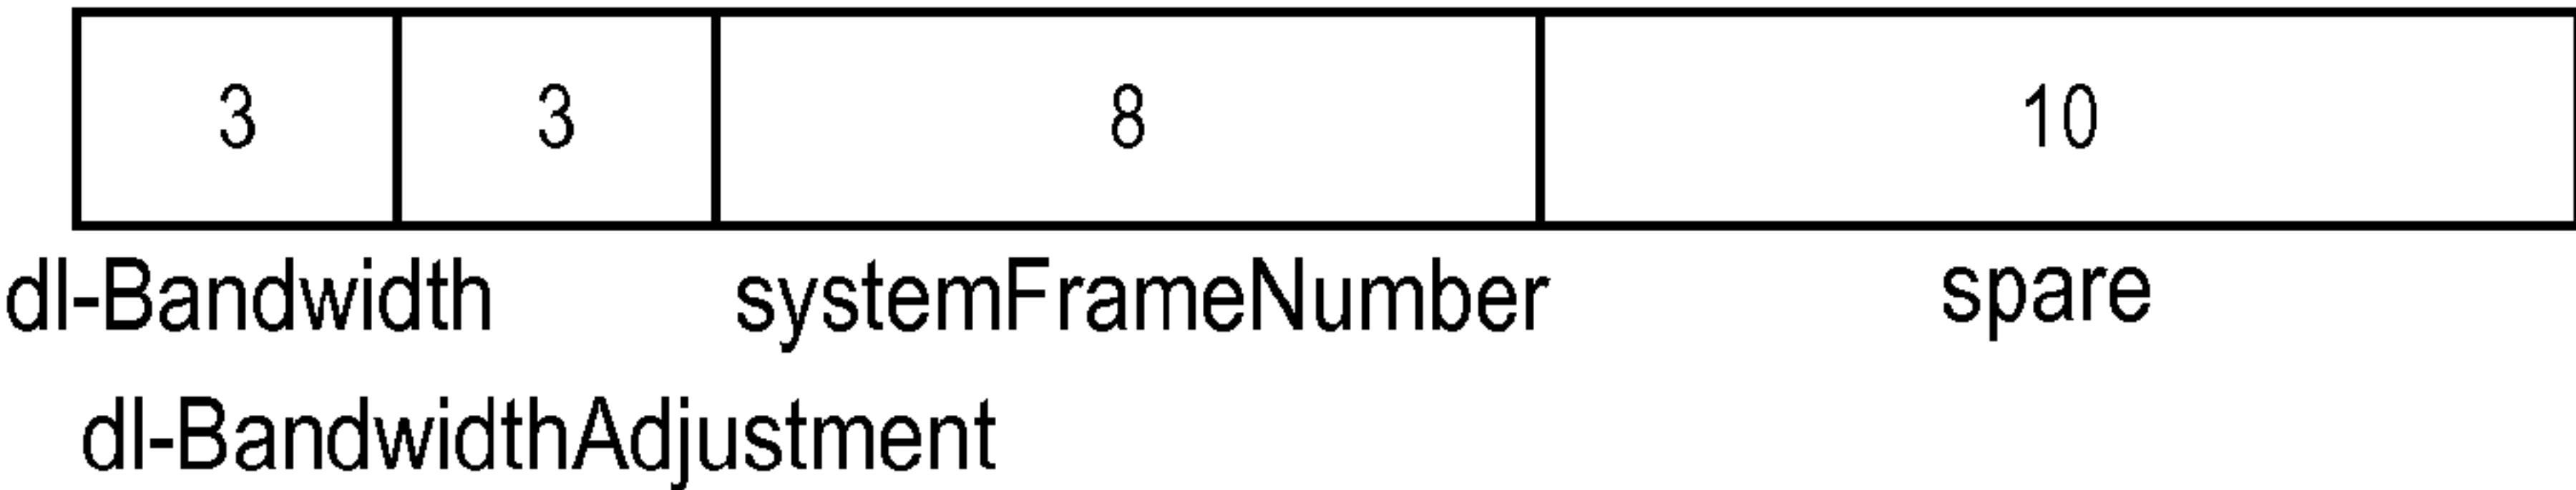 3 3 8 10
dl-Bandwidth systemFrameNumber spare
dl-BandwidthAdjustment